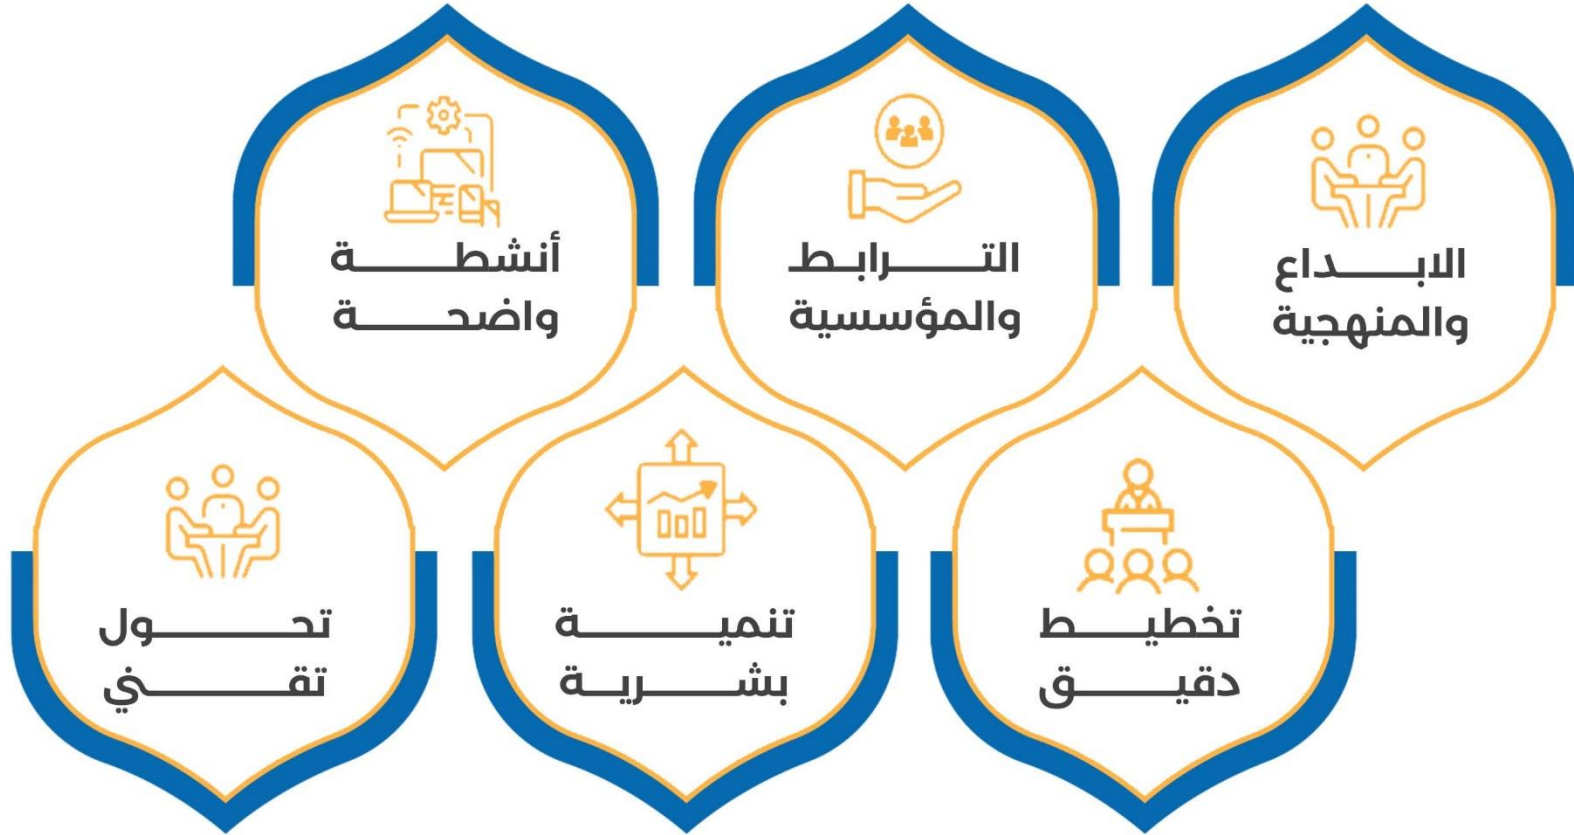 الابداع
والمنهجية
الترابط
والمؤسسية
أنشطة
واضحة
تخطيط
دقيق
تنمية
بشرية
تحول
تقني